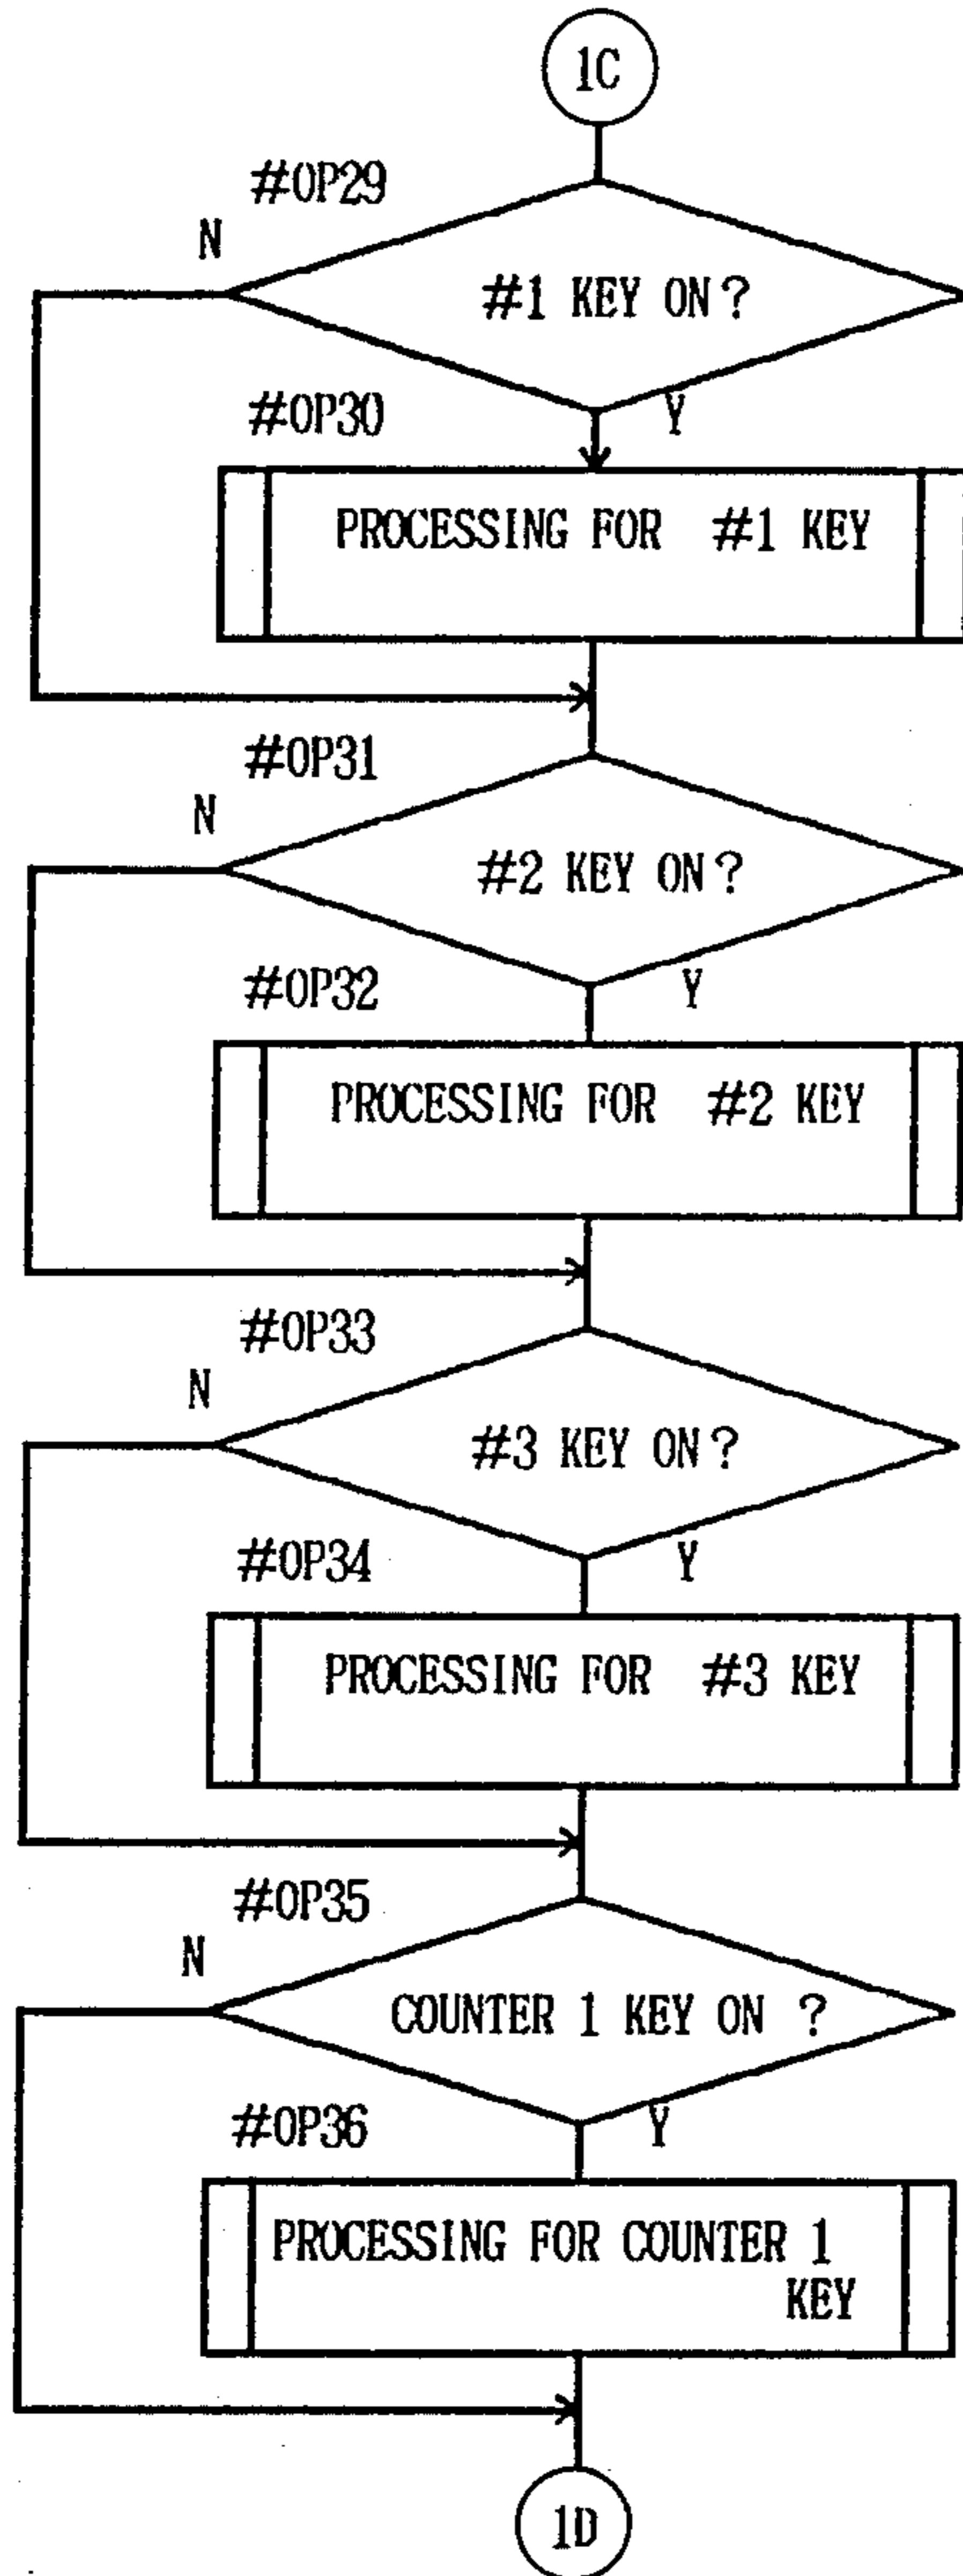 1C
#OP29
N
#1 KEY ON?
#OP30
Y
PROCESSING FOR #1 KEY
#OP31
N
#2 KEY ON?
#OP32
Y
PROCESSING FOR #2 KEY
#OP33
N
#3 KEY ON?
#OP34
Y
PROCESSING FOR #3 KEY
#OP35
N
COUNTER 1 KEY ON ?
#OP36
Y
PROCESSING FOR COUNTER 1
KEY
1D